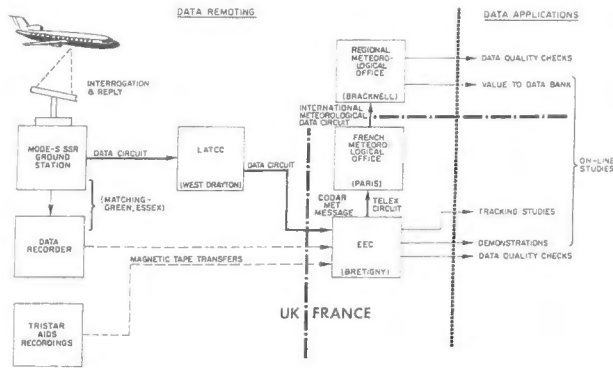 DATA REMOTING
DATA APPLICATIONS
INTERROGATION
& REPLY
REGIONAL
METEORO-
LOGICAL
OFFICE
(BRACKNELL)
DATA QUALITY CHECKS
VALUE TO DATA BANK
INTERNATIONAL
METEOROLOGICAL
DATA CIRCUIT
MODE-S SSR
GROUND
STATION
DATA CIRCUIT
LATCC
(WEST DRAYTON)
DATA CIRCUIT
FRENCH
METEORO-
LOGICAL
OFFICE
(PARIS)
ON-LINE
STUDIES
(MATCHING-
GREEN, ESSEX)
CODAR
MET
MESSAGE
TELEX
CIRCUIT
TRACKING STUDIES
DATA
RECORDER
EEC
(BRETIGNY)
DEMONSTRATIONS
DATA QUALITY CHECKS
MAGNETIC TAPE TRANSFERS
UK FRANCE
TRISTAR
AIDS
RECORDINGS